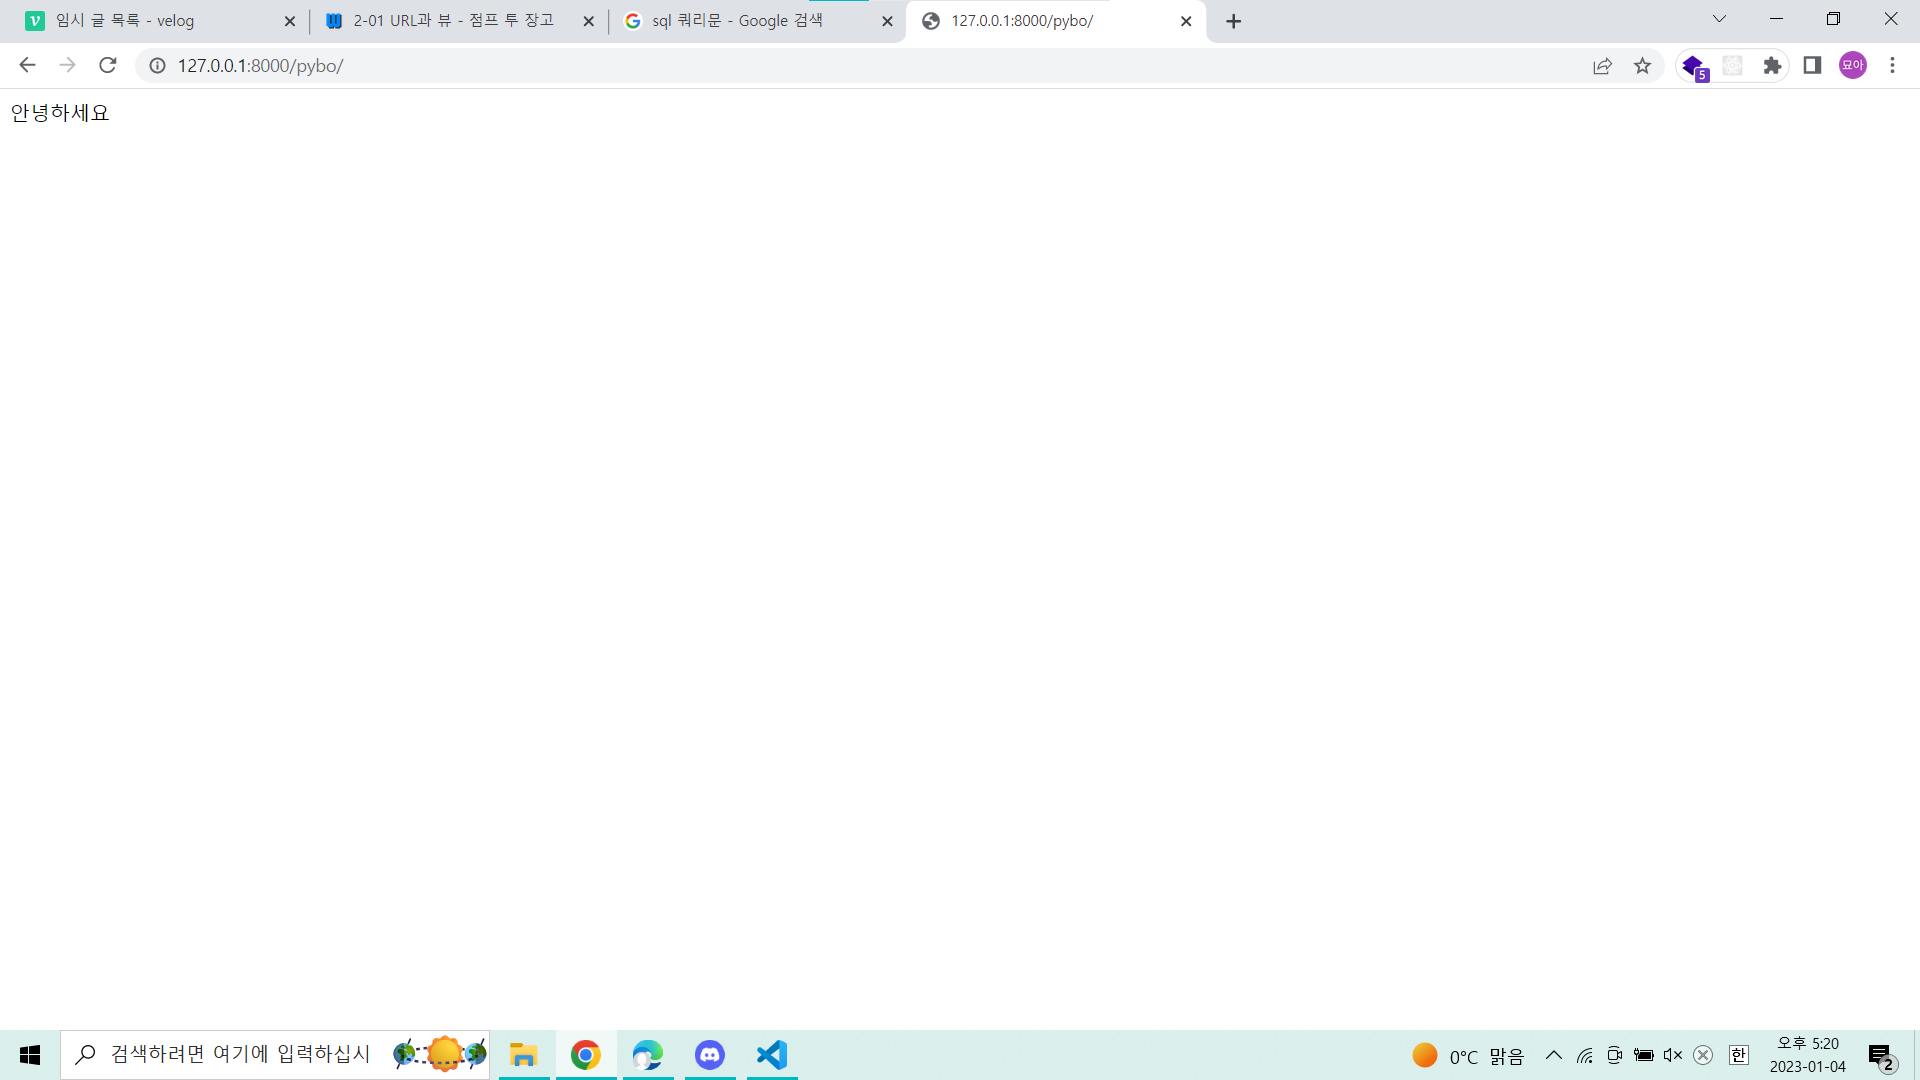 임시 글 목록 - velog
2-01 URL과 뷰 - 점프 투 장고
sql 쿼리문 - Google 검색
127.0.0.1:8000/pybo/
127.0.0.1:8000/pybo/
5
묘아
안녕하세요
검색하려면 여기에 입력하십시
0°C 맑음
한
오후 5:20
2023-01-04
2